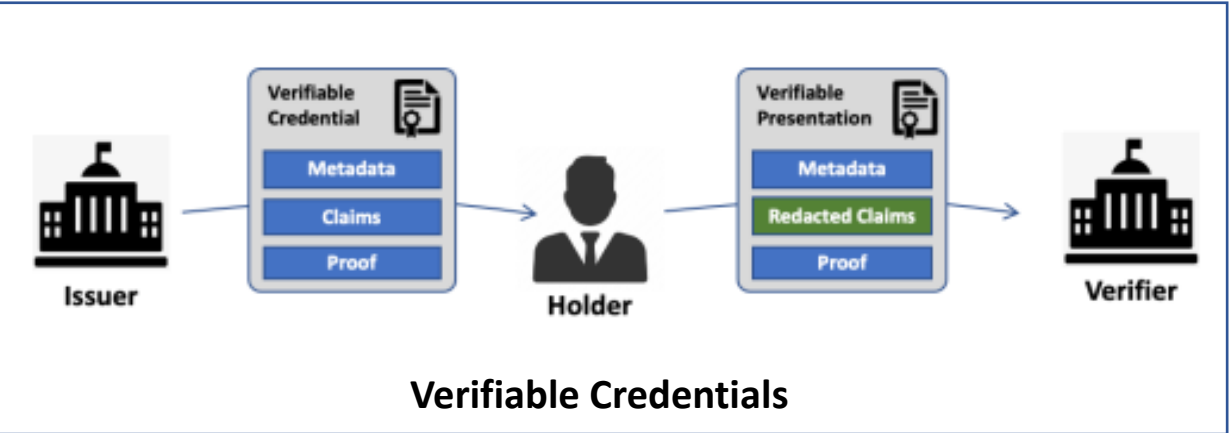 Verifiable
Credential
Metadata
Claims
Proof
Issuer
Holder
Verifiable
Presentation
Metadata
Redacted Claims
Proof
Verifier
Verifiable Credentials